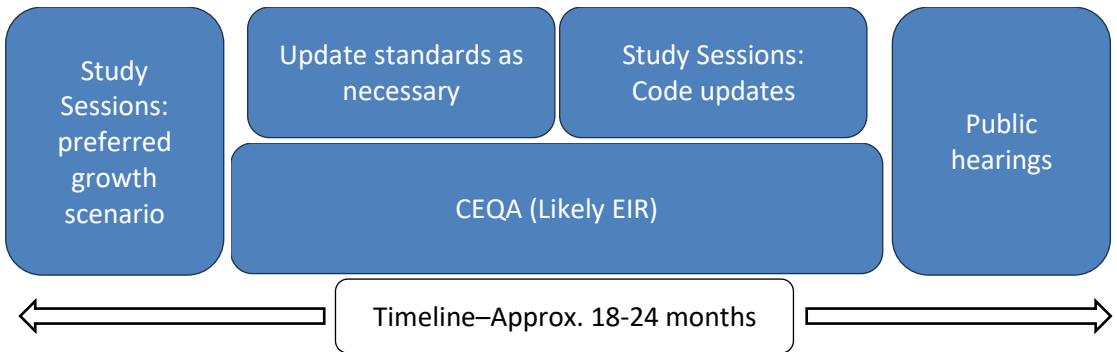 Study
Sessions:
preferred
growth
scenario
Update standards as
necessary
Study Sessions:
Code updates
CEQA (Likely EIR)
Public
hearings
Timeline–Approx. 18-24 months